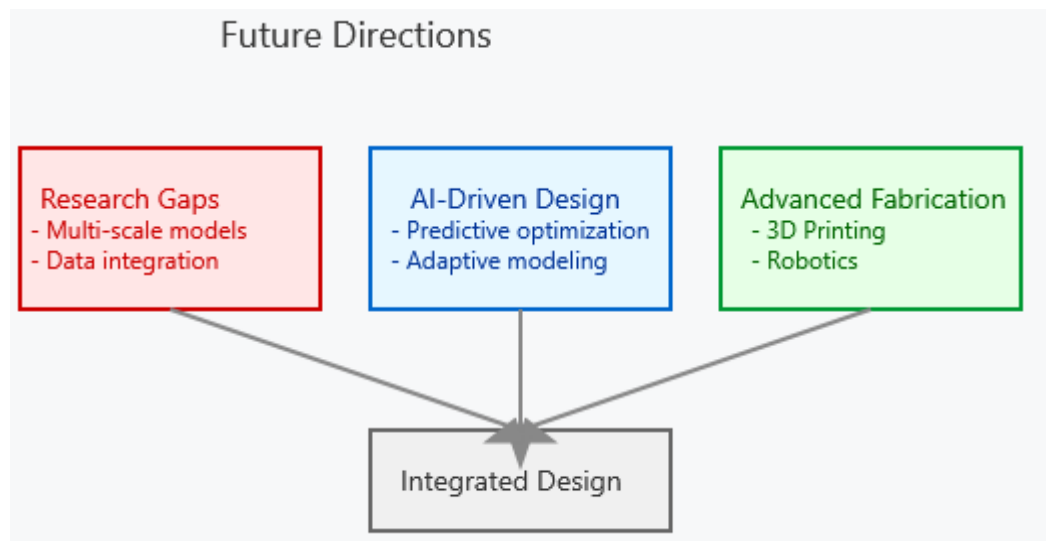 Future Directions
Research Gaps
- Multi-scale models
- Data integration
AI-Driven Design
- Predictive optimization
- Adaptive modeling
Advanced Fabrication
- 3D Printing
- Robotics
Integrated Design